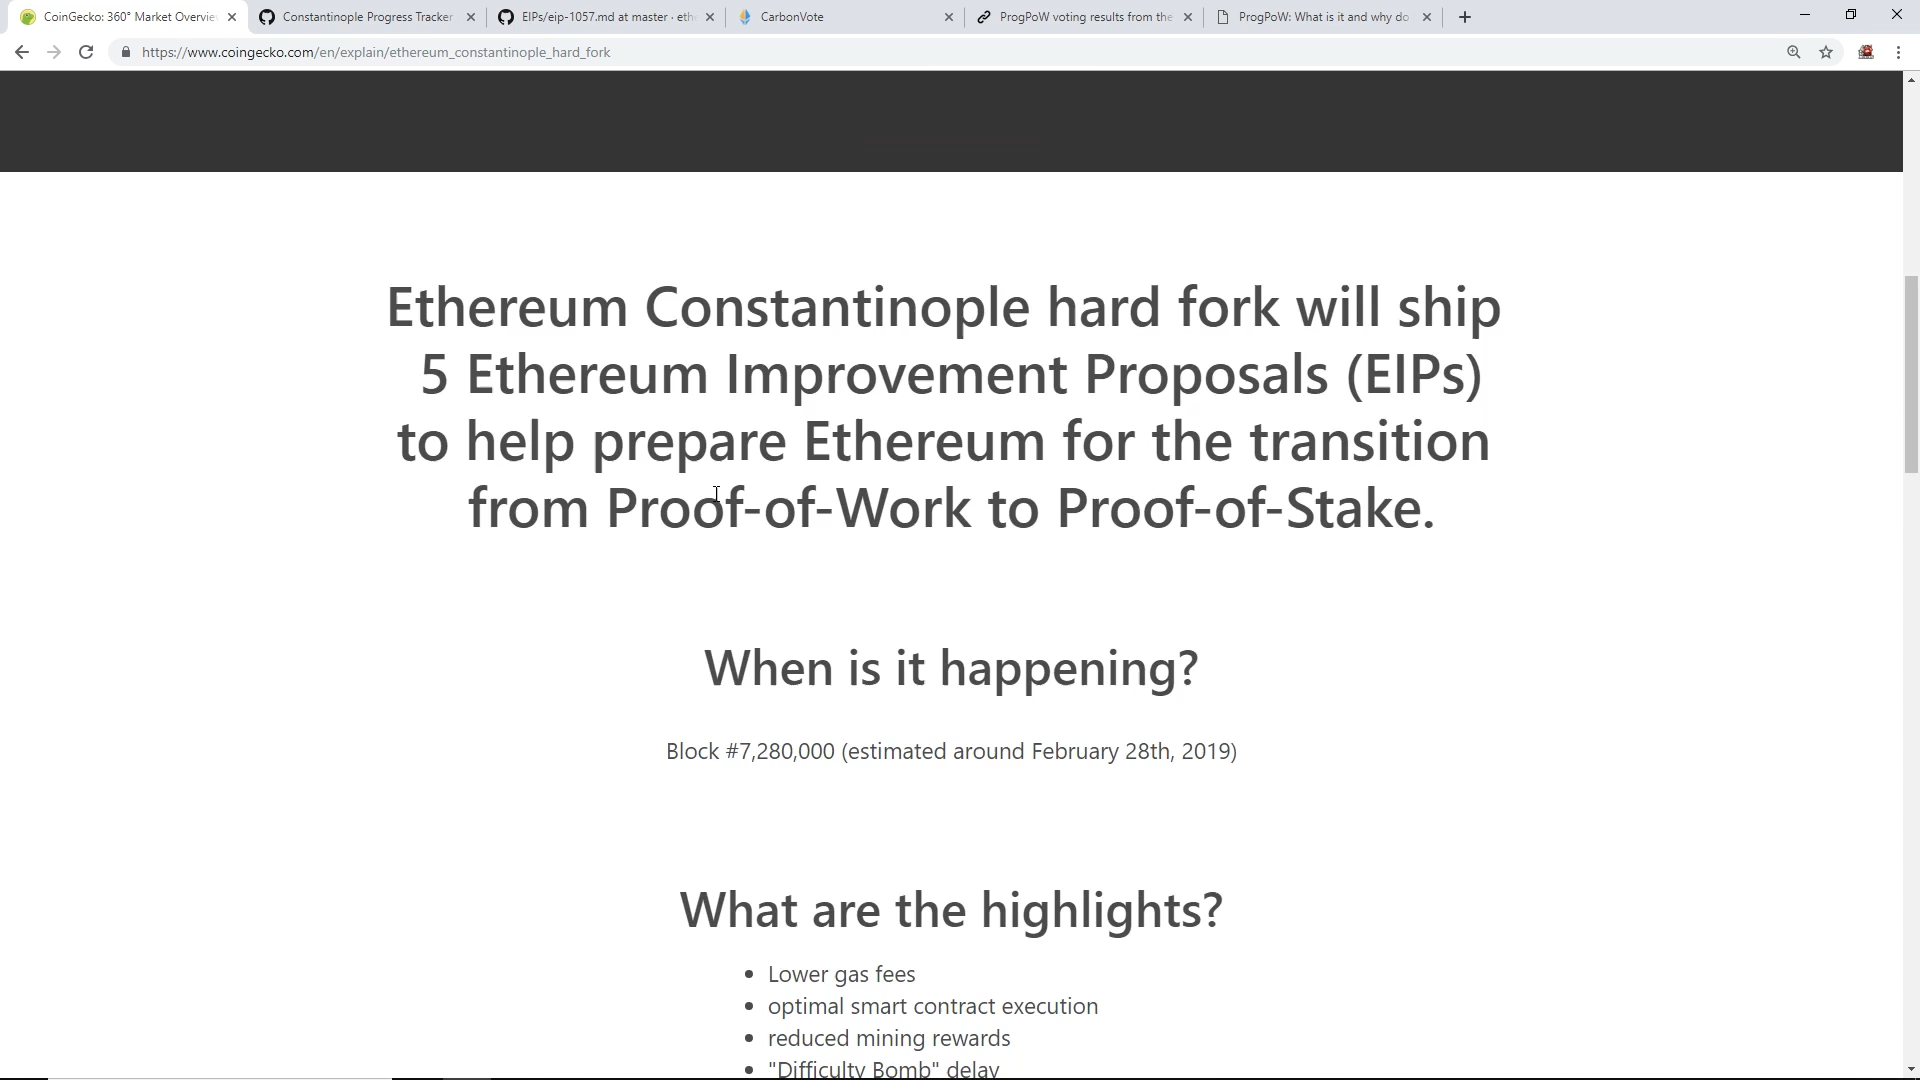 CoinGecko: 360° Market Overvie
Constantinople Progress Tracker
EIPs/eip-1057.md at master · eth
CarbonVote
ProgPoW voting results from the
ProgPoW: What is it and why do
https://www.coingecko.com/en/explain/ethereum_constantinople_hard_fork
Ethereum Constantinople hard fork will ship
5 Ethereum Improvement Proposals (EIPs)
to help prepare Ethereum for the transition
from Proof-of-Work to Proof-of-Stake.
When is it happening?
Block #7,280,000 (estimated around February 28th, 2019)
What are the highlights?
• Lower gas fees
• optimal smart contract execution
• reduced mining rewards
• "Difficulty Bomb" delay